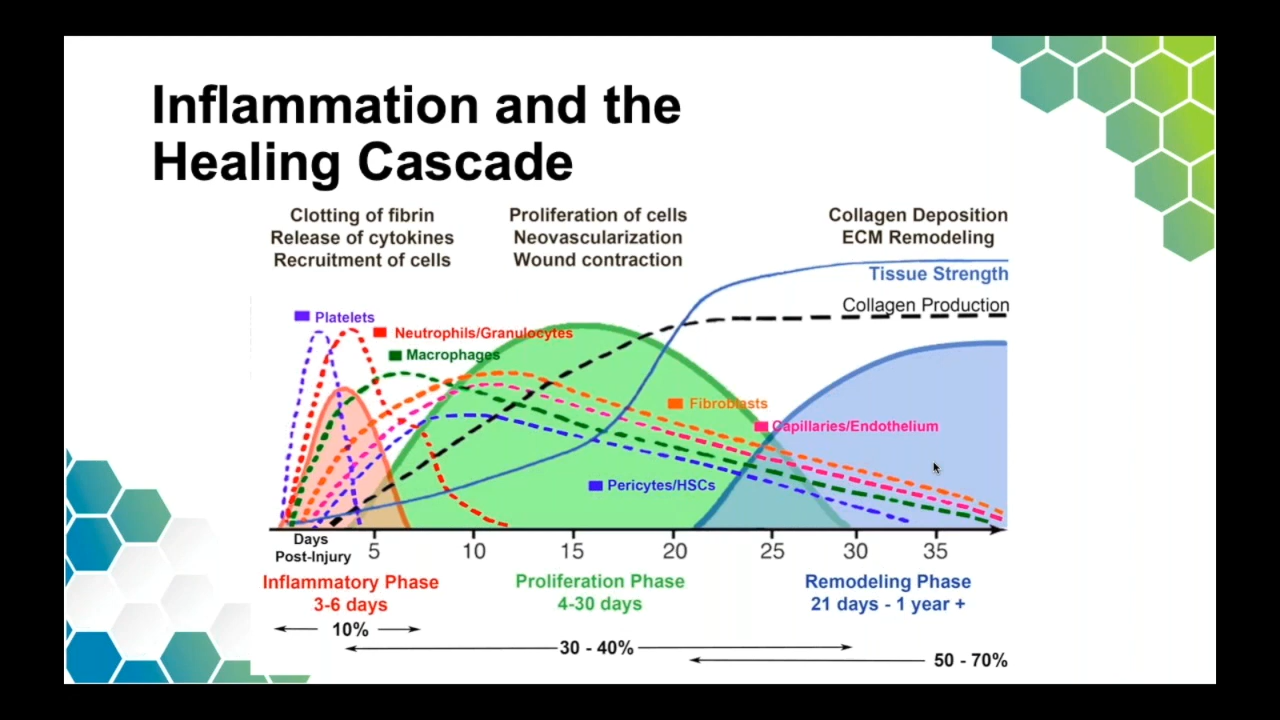 Inflammation and the
Healing Cascade
Clotting of fibrin
Release of cytokines
Recruitment of cells
Proliferation of cells
Neovascularization
Wound contraction
Collagen Deposition
ECM Remodeling
Tissue Strength
Collagen Production
Platelets
Neutrophils/Granulocytes
Macrophages
Fibroblasts
Capillaries/Endothelium
Pericytes/HSCs
Days
Post-Injury
5 10 15 20 25 30 35
Inflammatory Phase
3-6 days
Proliferation Phase
4-30 days
Remodeling Phase
21 days - 1 year +
10%
30 - 40%
50 - 70%